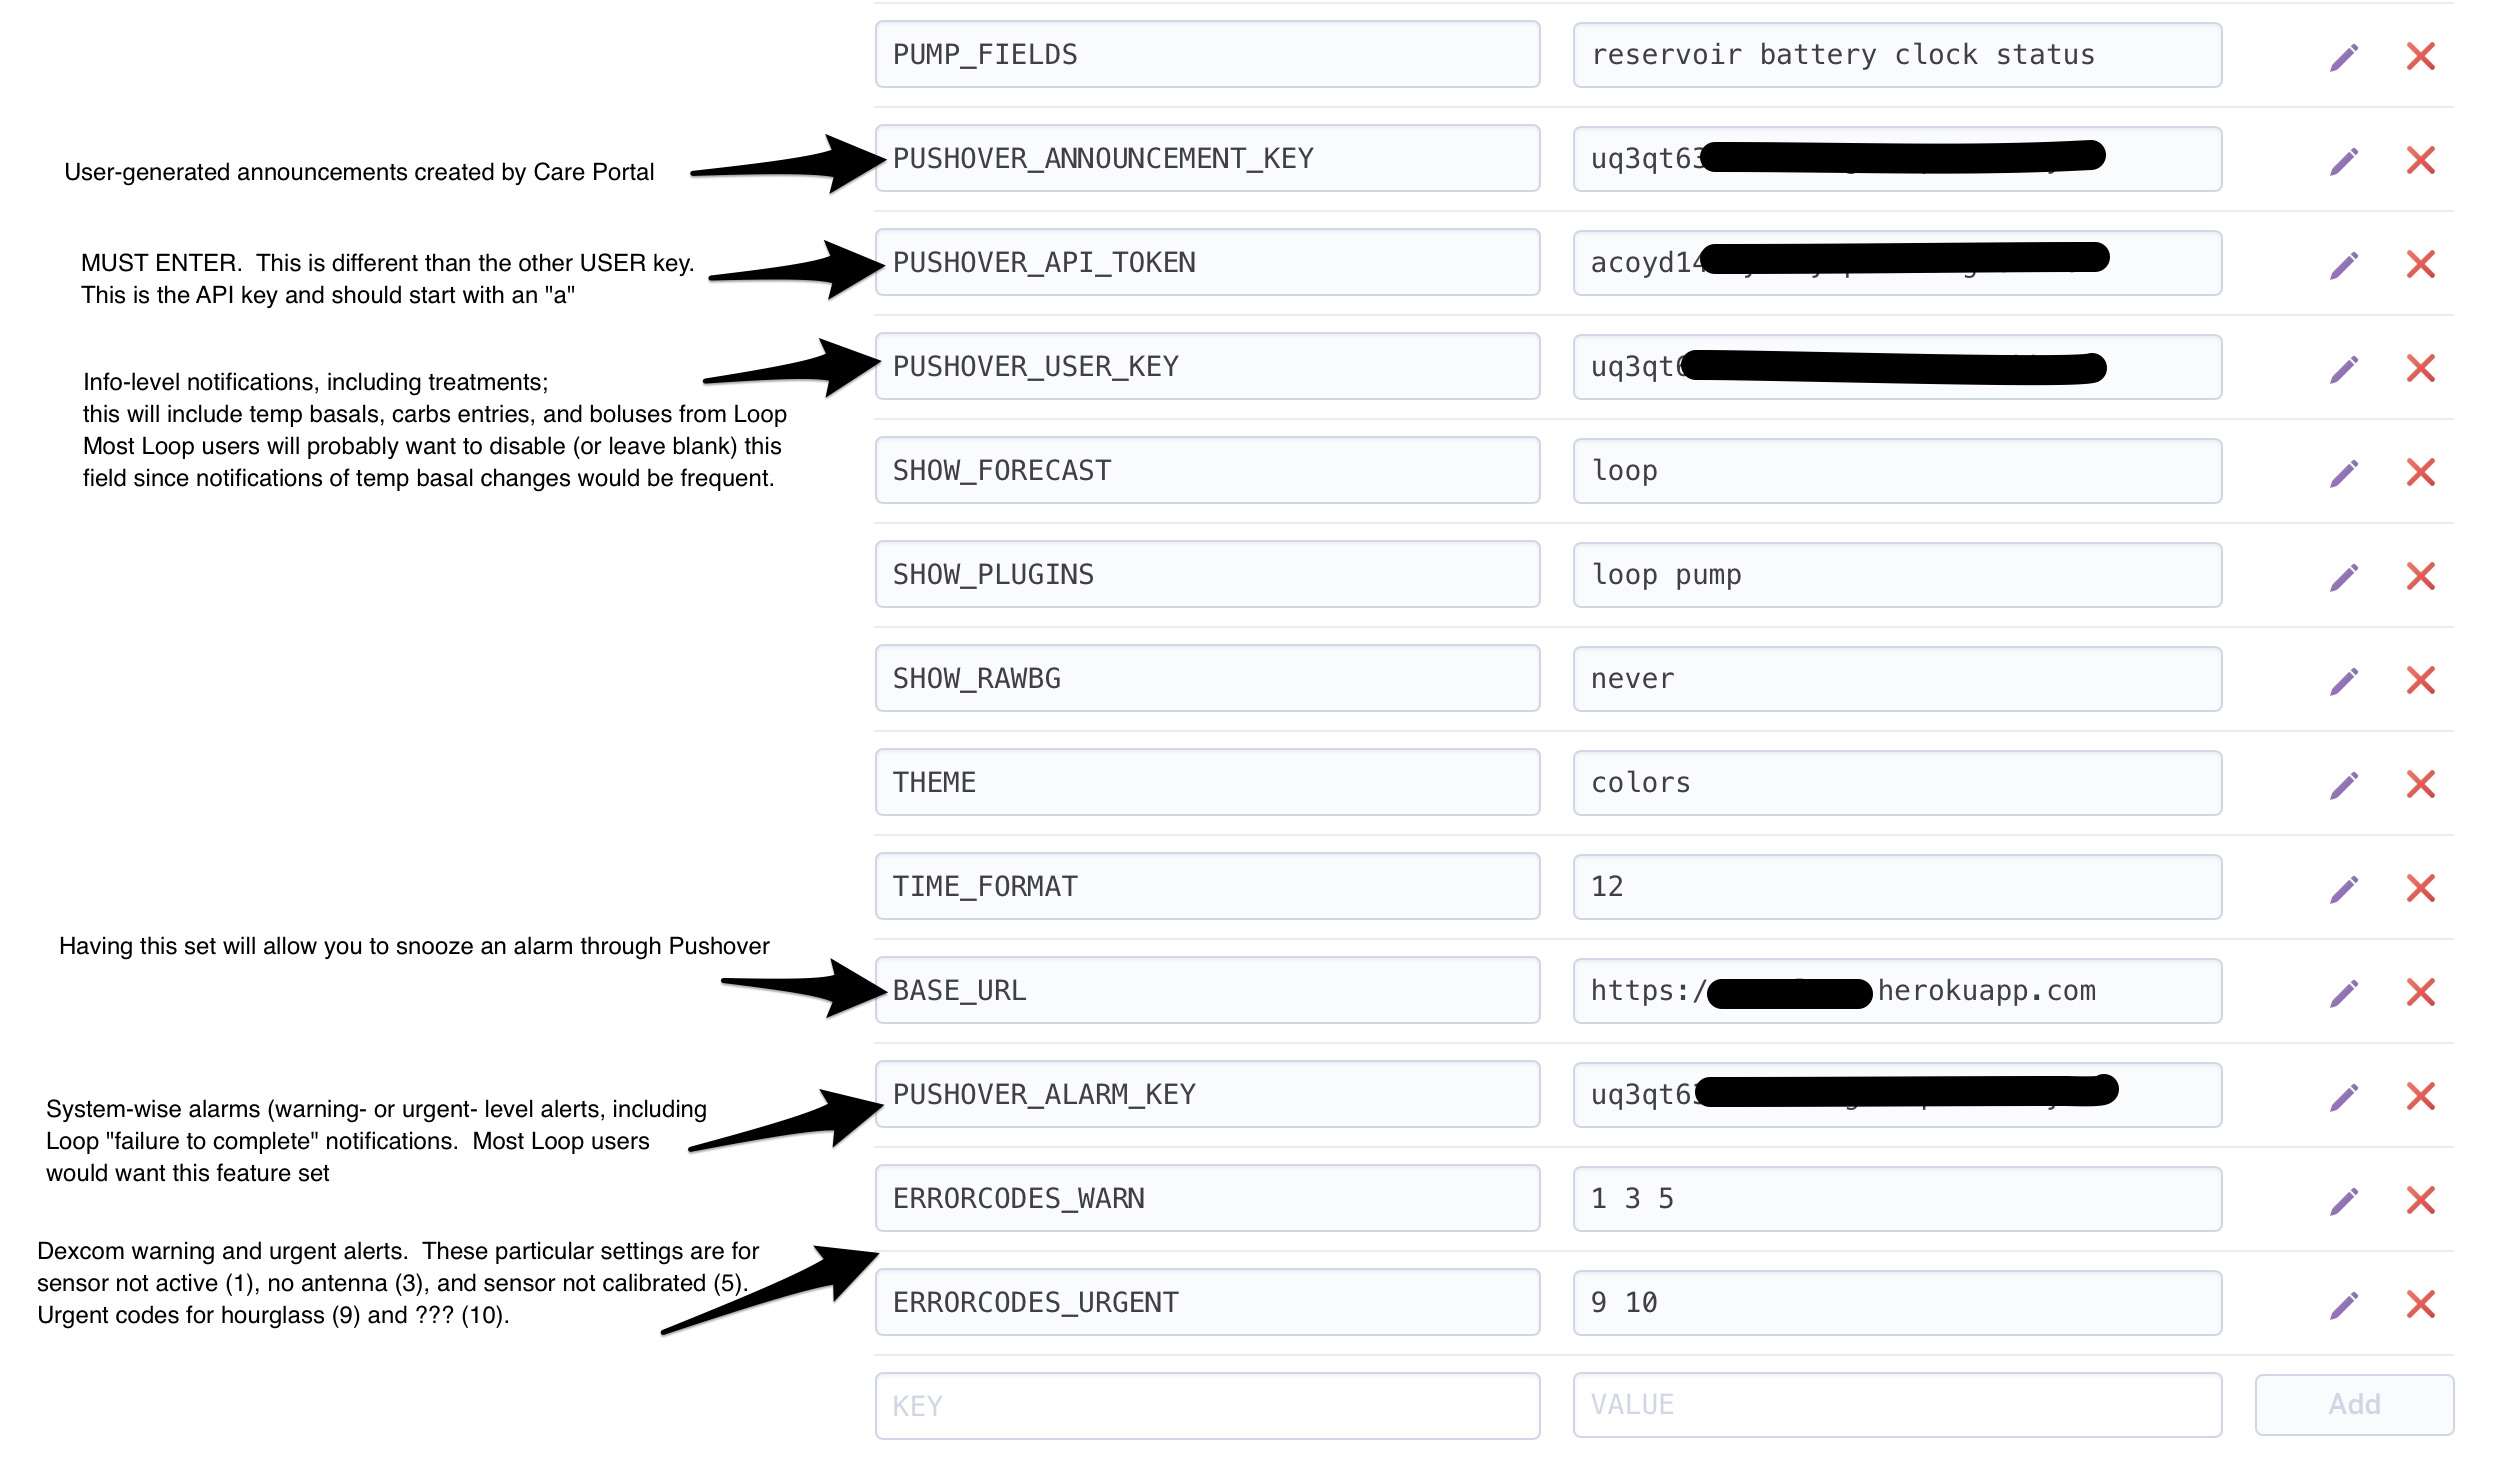 PUMP_FIELDS reservoir battery clock status
User-generated announcements created by Care Portal
PUSHOVER_ANNOUNCEMENT_KEY uq3qt63
MUST ENTER.  This is different than the other USER key.
This is the API key and should start with an "a"
PUSHOVER_API_TOKEN acoyd14
Info-level notifications, including treatments;
this will include temp basals, carbs entries, and boluses from Loop
Most Loop users will probably want to disable (or leave blank) this
field since notifications of temp basal changes would be frequent.
PUSHOVER_USER_KEY uq3qt6
SHOW_FORECAST loop
SHOW_PLUGINS loop pump
SHOW_RAWBG never
THEME colors
TIME_FORMAT 12
Having this set will allow you to snooze an alarm through Pushover
BASE_URL https:/ herokuapp.com
System-wise alarms (warning- or urgent- level alerts, including
Loop "failure to complete" notifications.  Most Loop users
would want this feature set
PUSHOVER_ALARM_KEY uq3qt63
ERRORCODES_WARN 1 3 5
Dexcom warning and urgent alerts.  These particular settings are for
sensor not active (1), no antenna (3), and sensor not calibrated (5).
Urgent codes for hourglass (9) and ??? (10).
ERRORCODES_URGENT 9 10
KEY VALUE Add